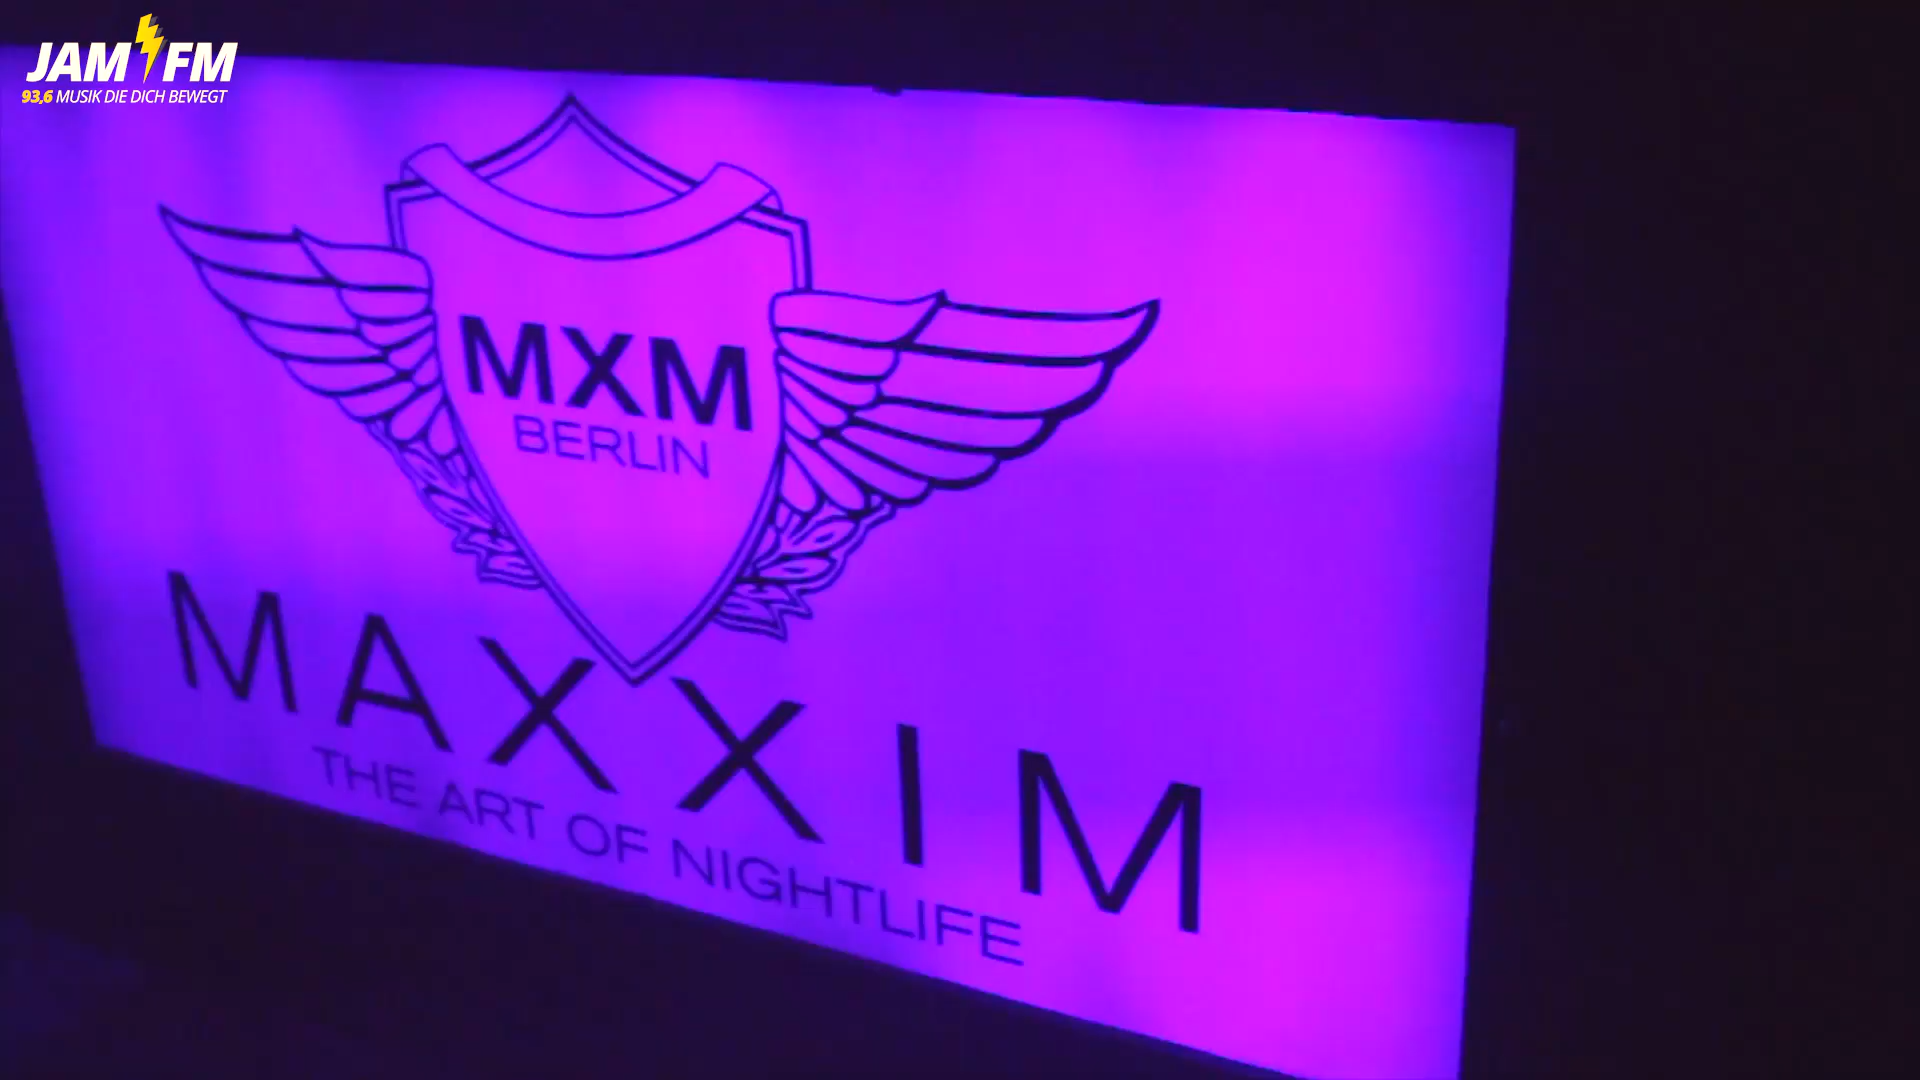 JAM FM
93,6 MUSIK DIE DICH BEWEGT
MXM
BERLIN
MAXXIM
THE ART OF NIGHTLIFE